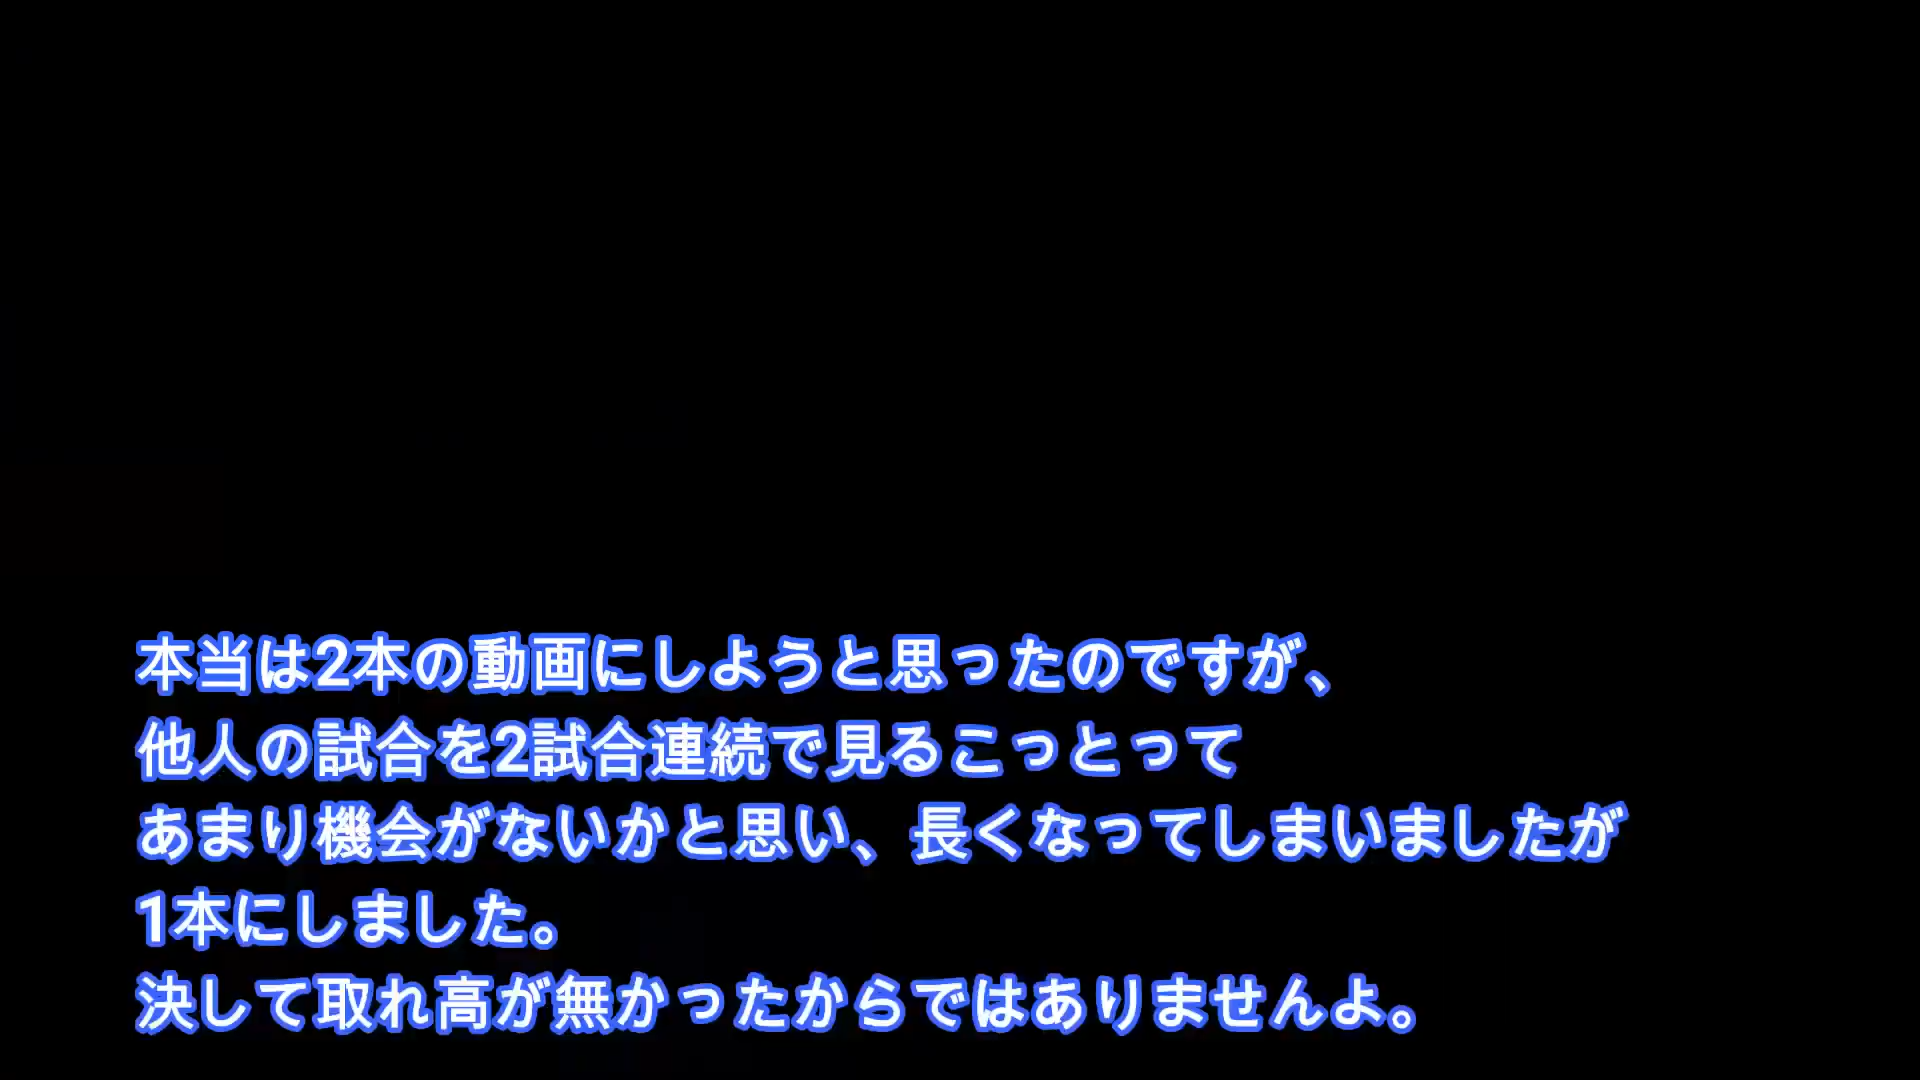 本当は2本の動画にしようと思ったのですが、
他人の試合を2試合連続で見るこっとって
あまり機会がないかと思い、長くなってしまいましたが
1本にしました。
決して取れ高が無かったからではありませんよ。